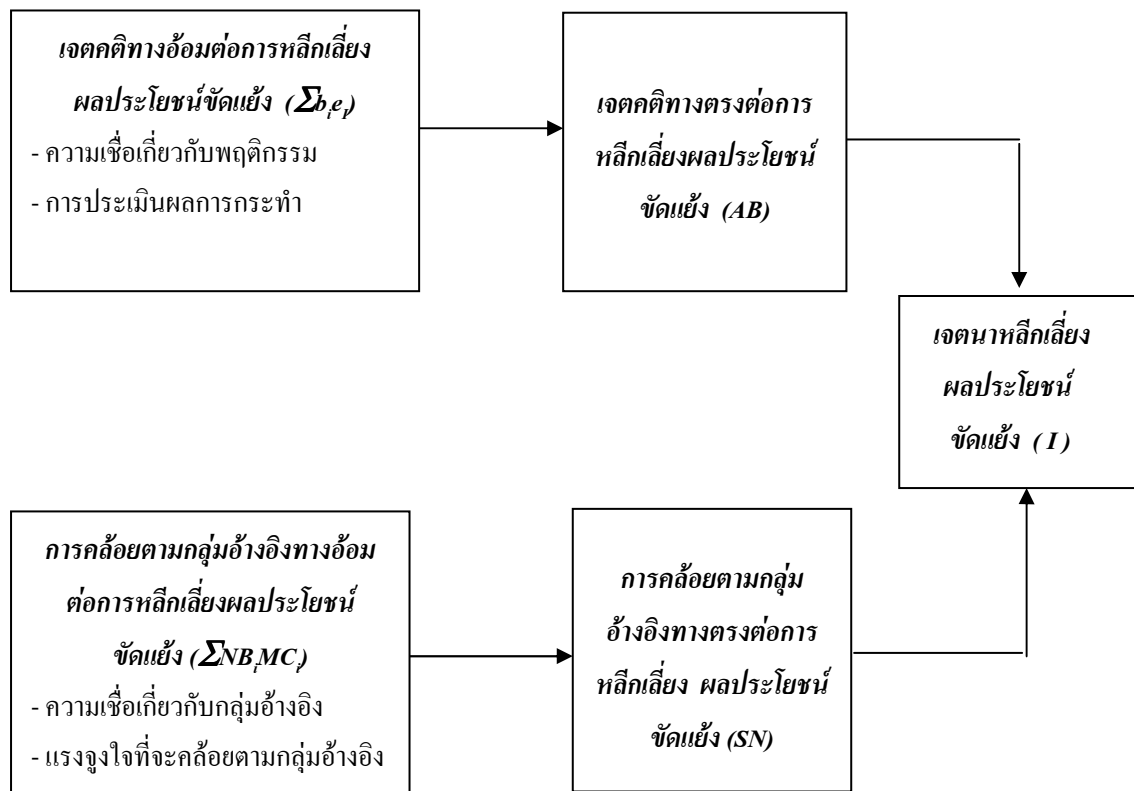 เจตคติทางอ้อมต่อการหลีกเลี่ยง
ผลประโยชน์ขัดแย้ง (Σbᵢeᵢ)
- ความเชื่อเกี่ยวกับพฤติกรรม
- การประเมินผลการกระทำ
เจตคติทางตรงต่อการ
หลีกเลี่ยงผลประโยชน์
ขัดแย้ง (AB)
เจตนาหลีกเลี่ยง
ผลประโยชน์
ขัดแย้ง ( I )
การคล้อยตามกลุ่มอ้างอิงทางอ้อม
ต่อการหลีกเลี่ยงผลประโยชน์
ขัดแย้ง (ΣNBᵢMCᵢ)
- ความเชื่อเกี่ยวกับกลุ่มอ้างอิง
- แรงจูงใจที่จะคล้อยตามกลุ่มอ้างอิง
การคล้อยตามกลุ่ม
อ้างอิงทางตรงต่อการ
หลีกเลี่ยง ผลประโยชน์
ขัดแย้ง (SN)